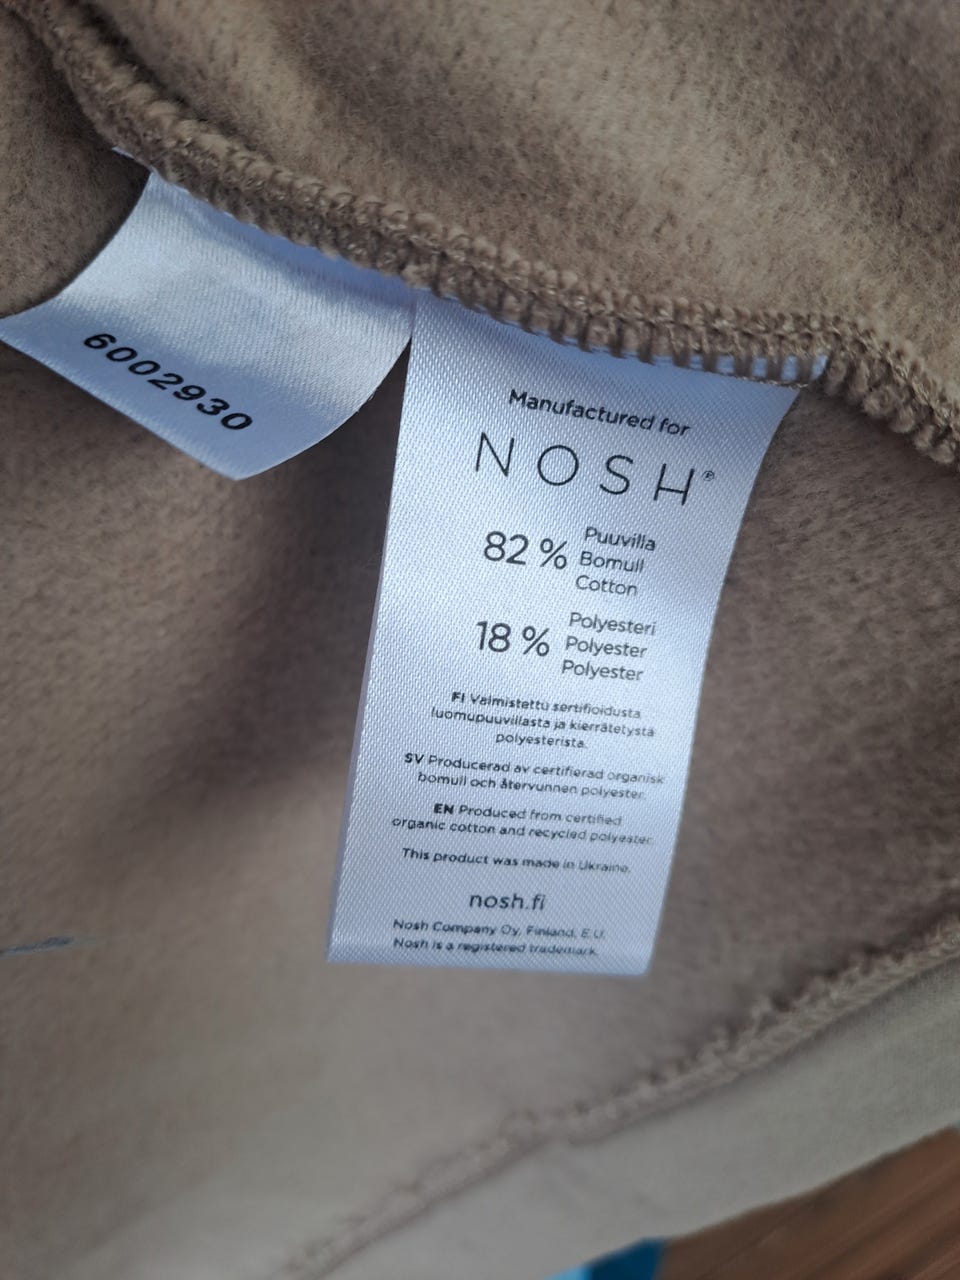 6002930
Manufactured for
NOSH®
82 % Puuvilla
Bomull
Cotton
18 % Polyesteri
Polyester
Polyester
FI Valmistettu sertifioidusta
luomupuuvillasta ja kierrätetystä
polyesterista.
SV Producerad av certifierad organisk
bomull och återvunnen polyester.
EN Produced from certified
organic cotton and recycled polyester.
This product was made in Ukraine.
nosh.fi
Nosh Company Oy, Finland, E.U.
Nosh is a registered trademark.